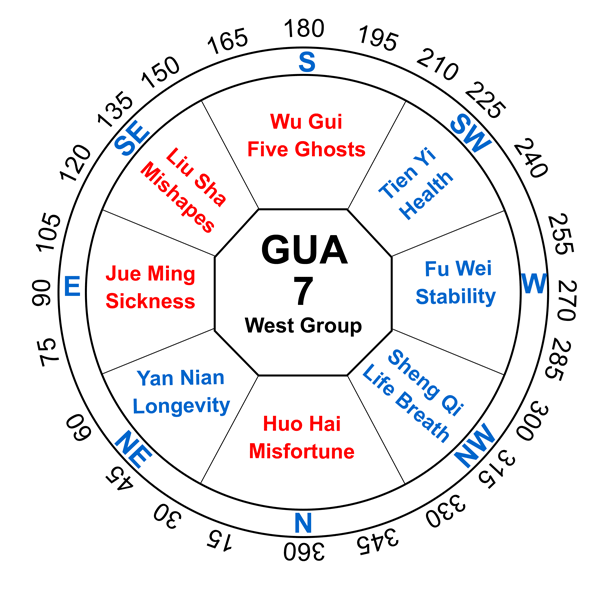 180
195
210
225
240
255
270
285
300
315
330
345
360
15
30
45
60
75
90
105
120
135
150
165
S
SW
W
NW
N
NE
E
SE
Wu Gui
Five Ghosts
Tien Yi
Health
Fu Wei
Stability
Sheng Qi
Life Breath
Huo Hai
Misfortune
Yan Nian
Longevity
Jue Ming
Sickness
Liu Sha
Mishapes
GUA
7
West Group